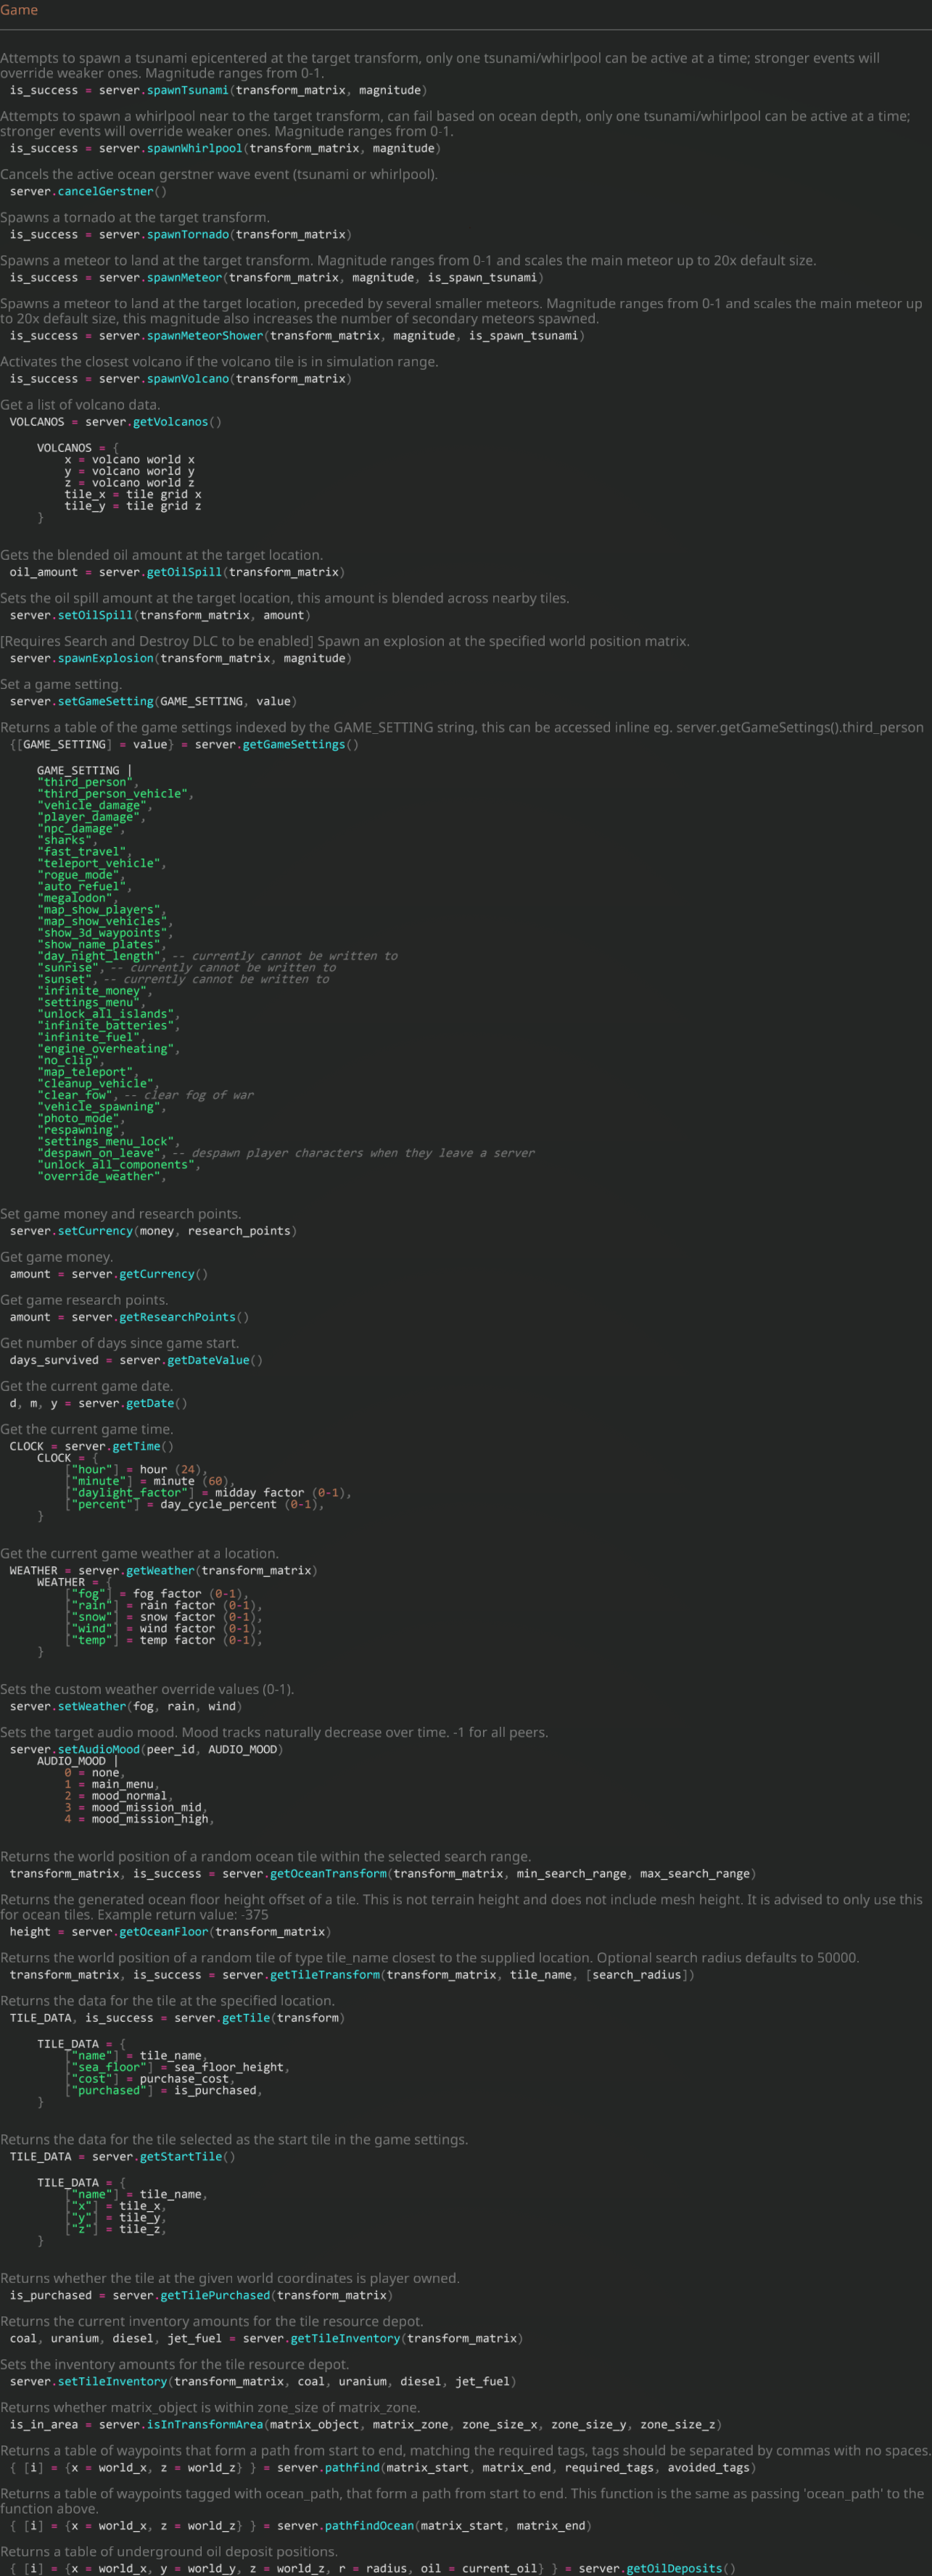 Game
Attempts to spawn a tsunami epicentered at the target transform, only one tsunami/whirlpool can be active at a time; stronger events will
override weaker ones. Magnitude ranges from 0-1.
is_success = server.spawnTsunami(transform_matrix, magnitude)
Attempts to spawn a whirlpool near to the target transform, can fail based on ocean depth, only one tsunami/whirlpool can be active at a time;
stronger events will override weaker ones. Magnitude ranges from 0-1.
is_success = server.spawnWhirlpool(transform_matrix, magnitude)
Cancels the active ocean gerstner wave event (tsunami or whirlpool).
server.cancelGerstner()
Spawns a tornado at the target transform.
is_success = server.spawnTornado(transform_matrix)
Spawns a meteor to land at the target transform. Magnitude ranges from 0-1 and scales the main meteor up to 20x default size.
is_success = server.spawnMeteor(transform_matrix, magnitude, is_spawn_tsunami)
Spawns a meteor to land at the target location, preceded by several smaller meteors. Magnitude ranges from 0-1 and scales the main meteor up
to 20x default size, this magnitude also increases the number of secondary meteors spawned.
is_success = server.spawnMeteorShower(transform_matrix, magnitude, is_spawn_tsunami)
Activates the closest volcano if the volcano tile is in simulation range.
is_success = server.spawnVolcano(transform_matrix)
Get a list of volcano data.
VOLCANOS = server.getVolcanos()
VOLCANOS = {
x = volcano world x
y = volcano world y
z = volcano world z
tile_x = tile grid x
tile_y = tile grid z
}
Gets the blended oil amount at the target location.
oil_amount = server.getOilSpill(transform_matrix)
Sets the oil spill amount at the target location, this amount is blended across nearby tiles.
server.setOilSpill(transform_matrix, amount)
[Requires Search and Destroy DLC to be enabled] Spawn an explosion at the specified world position matrix.
server.spawnExplosion(transform_matrix, magnitude)
Set a game setting.
server.setGameSetting(GAME_SETTING, value)
Returns a table of the game settings indexed by the GAME_SETTING string, this can be accessed inline eg. server.getGameSettings().third_person
{[GAME_SETTING] = value} = server.getGameSettings()
GAME_SETTING |
"third_person",
"third_person_vehicle",
"vehicle_damage",
"player_damage",
"npc_damage",
"sharks",
"fast_travel",
"teleport_vehicle",
"rogue_mode",
"auto_refuel",
"megalodon",
"map_show_players",
"map_show_vehicles",
"show_3d_waypoints",
"show_name_plates",
"day_night_length", -- currently cannot be written to
"sunrise", -- currently cannot be written to
"sunset", -- currently cannot be written to
"infinite_money",
"settings_menu",
"unlock_all_islands",
"infinite_batteries",
"infinite_fuel",
"engine_overheating",
"no_clip",
"map_teleport",
"cleanup_vehicle",
"clear_fow", -- clear fog of war
"vehicle_spawning",
"photo_mode",
"respawning",
"settings_menu_lock",
"despawn_on_leave", -- despawn player characters when they leave a server
"unlock_all_components",
"override_weather",
Set game money and research points.
server.setCurrency(money, research_points)
Get game money.
amount = server.getCurrency()
Get game research points.
amount = server.getResearchPoints()
Get number of days since game start.
days_survived = server.getDateValue()
Get the current game date.
d, m, y = server.getDate()
Get the current game time.
CLOCK = server.getTime()
CLOCK = {
["hour"] = hour (24),
["minute"] = minute (60),
["daylight_factor"] = midday factor (0-1),
["percent"] = day_cycle_percent (0-1),
}
Get the current game weather at a location.
WEATHER = server.getWeather(transform_matrix)
WEATHER = {
["fog"] = fog factor (0-1),
["rain"] = rain factor (0-1),
["snow"] = snow factor (0-1),
["wind"] = wind factor (0-1),
["temp"] = temp factor (0-1),
}
Sets the custom weather override values (0-1).
server.setWeather(fog, rain, wind)
Sets the target audio mood. Mood tracks naturally decrease over time. -1 for all peers.
server.setAudioMood(peer_id, AUDIO_MOOD)
AUDIO_MOOD |
0 = none,
1 = main_menu,
2 = mood_normal,
3 = mood_mission_mid,
4 = mood_mission_high,
Returns the world position of a random ocean tile within the selected search range.
transform_matrix, is_success = server.getOceanTransform(transform_matrix, min_search_range, max_search_range)
Returns the generated ocean floor height offset of a tile. This is not terrain height and does not include mesh height. It is advised to only use this
for ocean tiles. Example return value: -375
height = server.getOceanFloor(transform_matrix)
Returns the world position of a random tile of type tile_name closest to the supplied location. Optional search radius defaults to 50000.
transform_matrix, is_success = server.getTileTransform(transform_matrix, tile_name, [search_radius])
Returns the data for the tile at the specified location.
TILE_DATA, is_success = server.getTile(transform)
TILE_DATA = {
["name"] = tile_name,
["sea_floor"] = sea_floor_height,
["cost"] = purchase_cost,
["purchased"] = is_purchased,
}
Returns the data for the tile selected as the start tile in the game settings.
TILE_DATA = server.getStartTile()
TILE_DATA = {
["name"] = tile_name,
["x"] = tile_x,
["y"] = tile_y,
["z"] = tile_z,
}
Returns whether the tile at the given world coordinates is player owned.
is_purchased = server.getTilePurchased(transform_matrix)
Returns the current inventory amounts for the tile resource depot.
coal, uranium, diesel, jet_fuel = server.getTileInventory(transform_matrix)
Sets the inventory amounts for the tile resource depot.
server.setTileInventory(transform_matrix, coal, uranium, diesel, jet_fuel)
Returns whether matrix_object is within zone_size of matrix_zone.
is_in_area = server.isInTransformArea(matrix_object, matrix_zone, zone_size_x, zone_size_y, zone_size_z)
Returns a table of waypoints that form a path from start to end, matching the required tags, tags should be separated by commas with no spaces.
{ [i] = {x = world_x, z = world_z} } = server.pathfind(matrix_start, matrix_end, required_tags, avoided_tags)
Returns a table of waypoints tagged with ocean_path, that form a path from start to end. This function is the same as passing 'ocean_path' to the
function above.
{ [i] = {x = world_x, z = world_z} } = server.pathfindOcean(matrix_start, matrix_end)
Returns a table of underground oil deposit positions.
{ [i] = {x = world_x, y = world_y, z = world_z, r = radius, oil = current_oil} } = server.getOilDeposits()